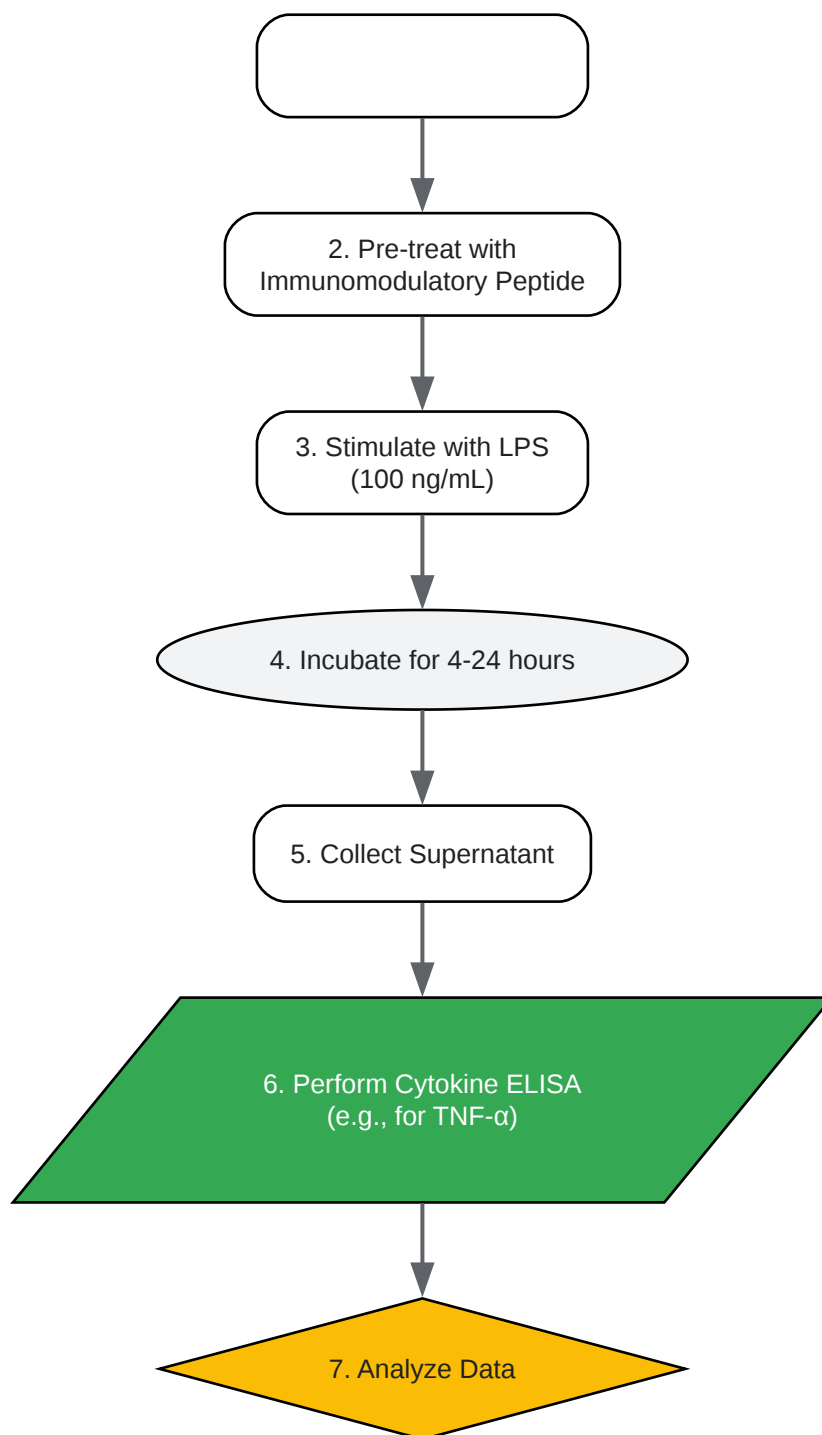 2. Pre-treat with
Immunomodulatory Peptide
3. Stimulate with LPS
(100 ng/mL)
4. Incubate for 4-24 hours
5. Collect Supernatant
6. Perform Cytokine ELISA
(e.g., for TNF-α)
7. Analyze Data